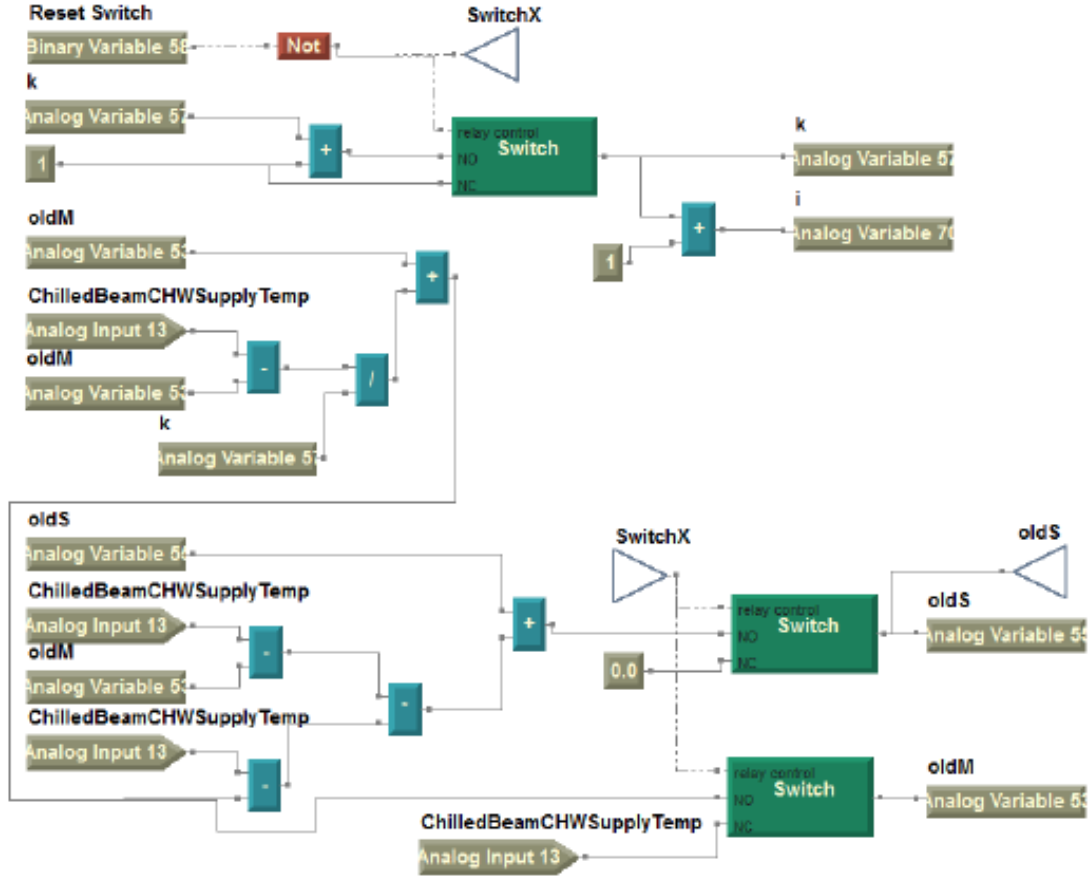 Reset Switch
SwitchX
Binary Variable 58
Not
k
Analog Variable 57
relay control
Switch
NO
NC
+
1
k
Analog Variable 57
i
Analog Variable 70
+
1
oldM
Analog Variable 53
+
ChilledBeamCHWSupplyTemp
Analog Input 13
oldM
-
/
Analog Variable 53
k
Analog Variable 57
oldS
Analog Variable
SwitchX
oldS
ChilledBeamCHWSupplyTemp
Analog Input 13
+
relay control
Switch
NO
NC
oldS
Analog Variable 55
oldM
-
0.0
Analog Variable 53
ChilledBeamCHWSupplyTemp
-
Analog Input 13
-
relay control
Switch
NO
NC
oldM
Analog Variable 53
ChilledBeamCHWSupplyTemp
Analog Input 13